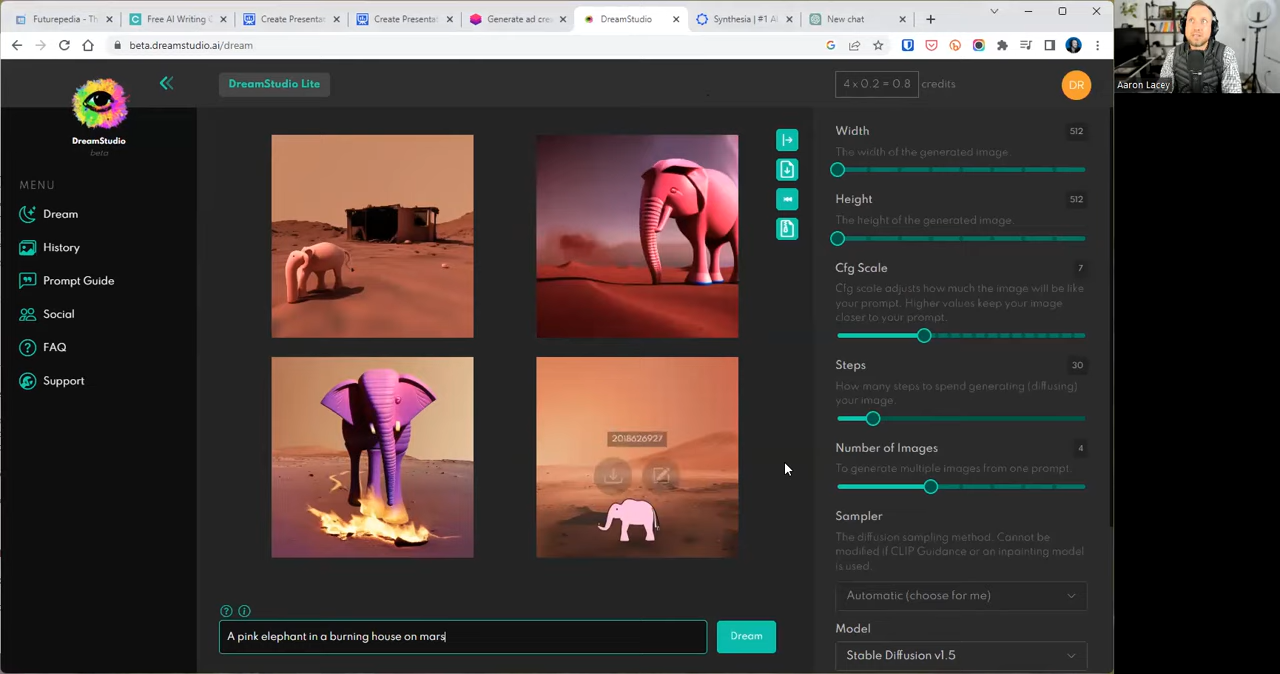 Futurepedia - Th
Free AI Writing
Create Presentat
Create Presentat
Generate ad crea
DreamStudio
Synthesia | #1 AI
New chat
beta.dreamstudio.ai/dream
DreamStudio
beta
DreamStudio Lite
4 x 0.2 = 0.8
credits
DR
Aaron Lacey
MENU
Dream
History
Prompt Guide
Social
FAQ
Support
2018626927
A pink elephant in a burning house on mars
Dream
Width
512
The width of the generated image.
Height
512
The height of the generated image.
Cfg Scale
7
Cfg scale adjusts how much the image will be like
your prompt. Higher values keep your image
closer to your prompt.
Steps
30
How many steps to spend generating (diffusing)
your image.
Number of Images
4
To generate multiple images from one prompt.
Sampler
The diffusion sampling method. Cannot be
modified if CLIP Guidance or an inpainting model
is used.
Automatic (choose for me)
Model
Stable Diffusion v1.5